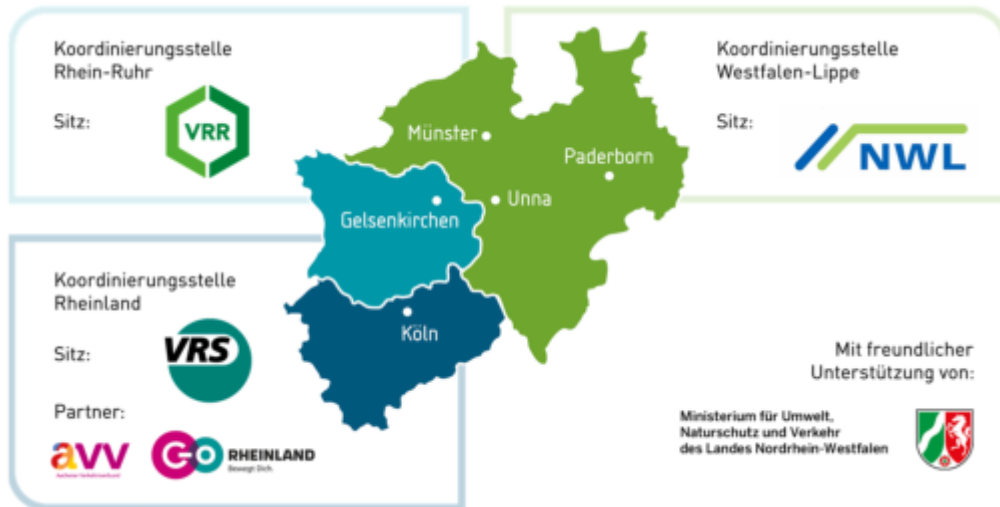 Koordinierungsstelle
Rhein-Ruhr
Sitz:
VRR
Koordinierungsstelle
Westfalen-Lippe
Sitz:
NWL
Münster
Paderborn
Unna
Gelsenkirchen
Köln
Koordinierungsstelle
Rheinland
Sitz:
VRS
Partner:
avv
Aachener Verkehrsverbund
GO
RHEINLAND
Bewegt Dich.
Mit freundlicher
Unterstützung von:
Ministerium für Umwelt,
Naturschutz und Verkehr
des Landes Nordrhein-Westfalen